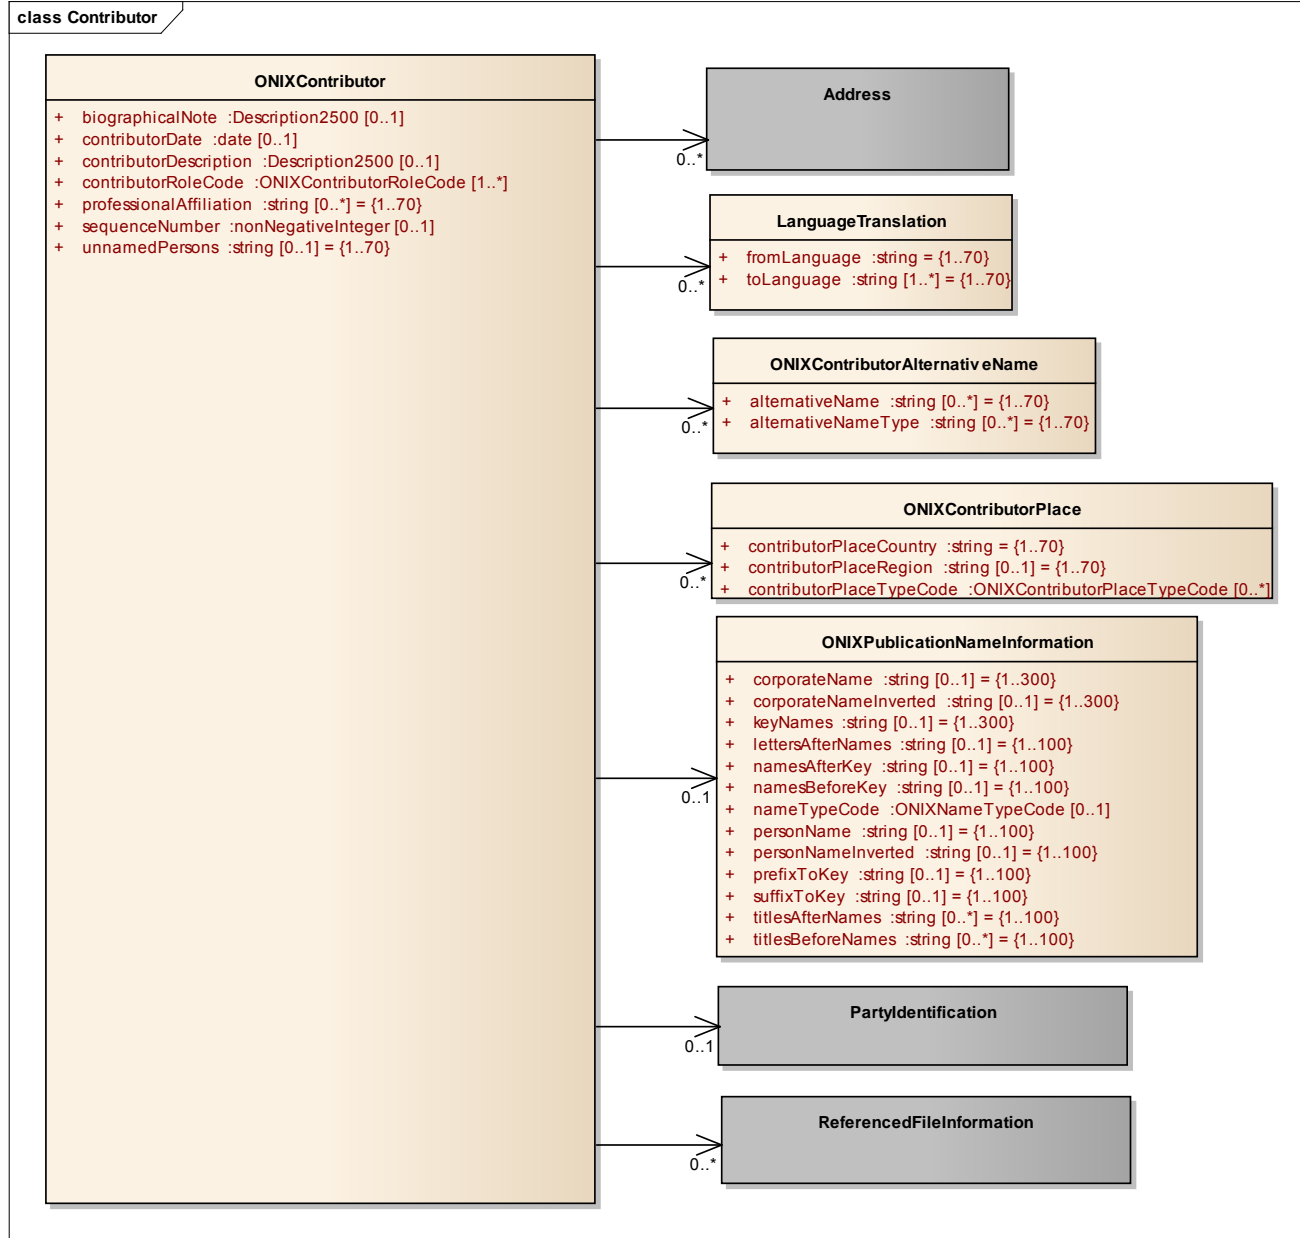 class Contributor
ONIXContributor
+ biographicalNote :Description2500 [0..1]
+ contributorDate :date [0..1]
+ contributorDescription :Description2500 [0..1]
+ contributorRoleCode :ONIXContributorRoleCode [1..*]
+ professionalAffiliation :string [0..*] = {1..70}
+ sequenceNumber :nonNegativeInteger [0..1]
+ unnamedPersons :string [0..1] = {1..70}
Address
0..*
LanguageTranslation
+ fromLanguage :string = {1..70}
+ toLanguage :string [1..*] = {1..70}
0..*
ONIXContributorAlternativeName
+ alternativeName :string [0..*] = {1..70}
+ alternativeNameType :string [0..*] = {1..70}
0..*
ONIXContributorPlace
+ contributorPlaceCountry :string = {1..70}
+ contributorPlaceRegion :string [0..1] = {1..70}
+ contributorPlaceTypeCode :ONIXContributorPlaceTypeCode [0..*]
0..*
ONIXPublicationNameInformation
+ corporateName :string [0..1] = {1..300}
+ corporateNameInverted :string [0..1] = {1..300}
+ keyNames :string [0..1] = {1..300}
+ lettersAfterNames :string [0..1] = {1..100}
+ namesAfterKey :string [0..1] = {1..100}
+ namesBeforeKey :string [0..1] = {1..100}
+ nameTypeCode :ONIXNameTypeCode [0..1]
+ personName :string [0..1] = {1..100}
+ personNameInverted :string [0..1] = {1..100}
+ prefixToKey :string [0..1] = {1..100}
+ suffixToKey :string [0..1] = {1..100}
+ titlesAfterNames :string [0..*] = {1..100}
+ titlesBeforeNames :string [0..*] = {1..100}
0..1
PartyIdentification
0..1
ReferencedFileInformation
0..*